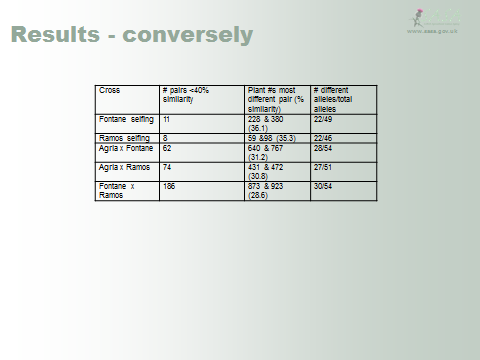 Results - conversely
www.sasa.gov.uk
Cross
# pairs <40%
similarity
Plant #s most
different pair (%
similarity)
# different
alleles/total
alleles
Fontane selfing
11
228 & 380
(36.1)
22/49
Ramos selfing
8
59 &98 (35.3)
22/46
Agria x Fontane
62
640 & 767
(31.2)
28/54
Agria x Ramos
74
431 & 472
(30.8)
27/51
Fontane x
Ramos
186
873 & 923
(28.6)
30/54